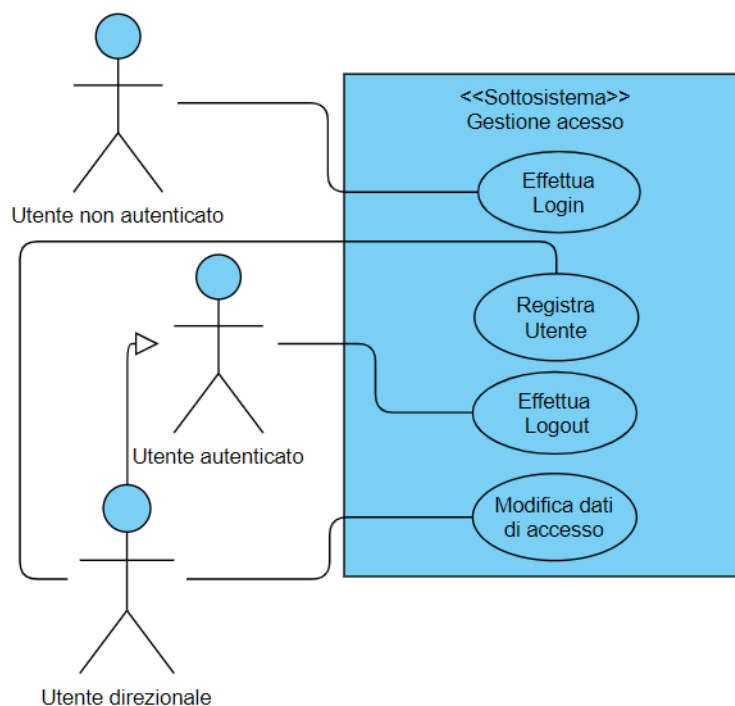 <<Sottosistema>>
Gestione acesso
Effettua
Login
Utente non autenticato
Registra
Utente
Effettua
Logout
Utente autenticato
Modifica dati
di accesso
Utente direzionale